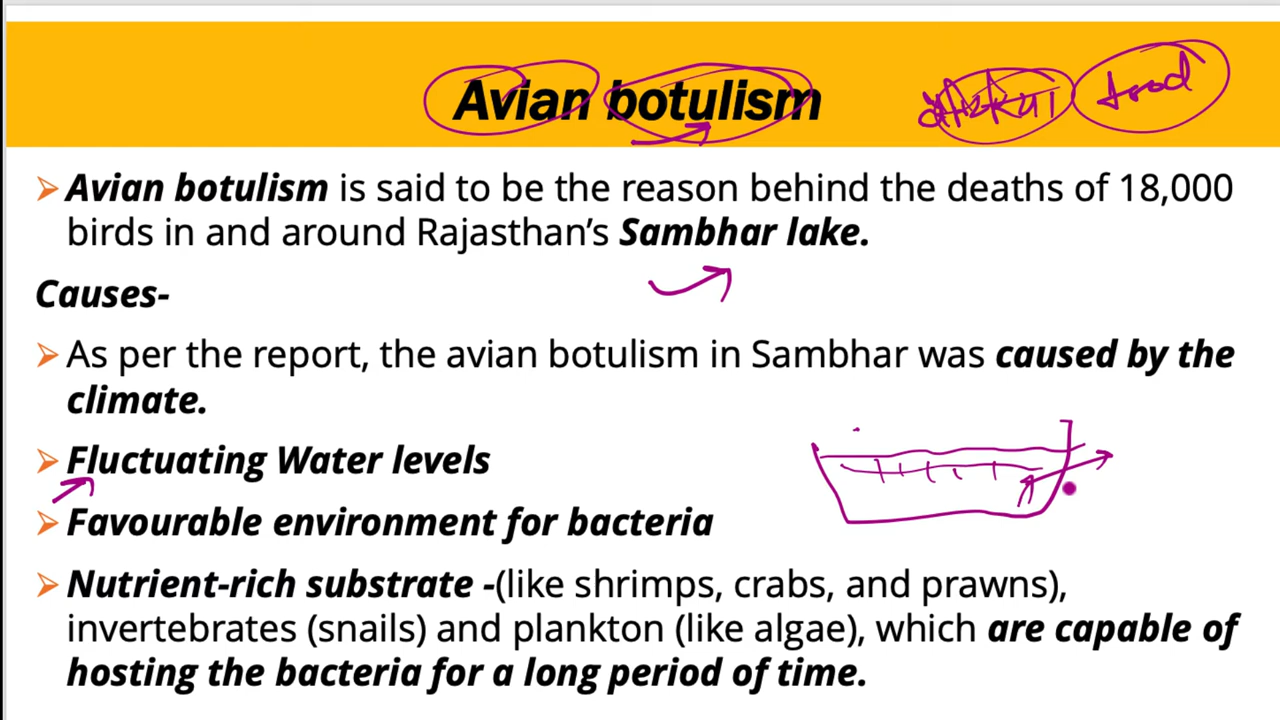 Avian botulism
food
Avian botulism is said to be the reason behind the deaths of 18,000
birds in and around Rajasthan’s Sambhar lake.
Causes-
As per the report, the avian botulism in Sambhar was caused by the
climate.
Fluctuating Water levels
Favourable environment for bacteria
Nutrient-rich substrate -(like shrimps, crabs, and prawns),
invertebrates (snails) and plankton (like algae), which are capable of
hosting the bacteria for a long period of time.